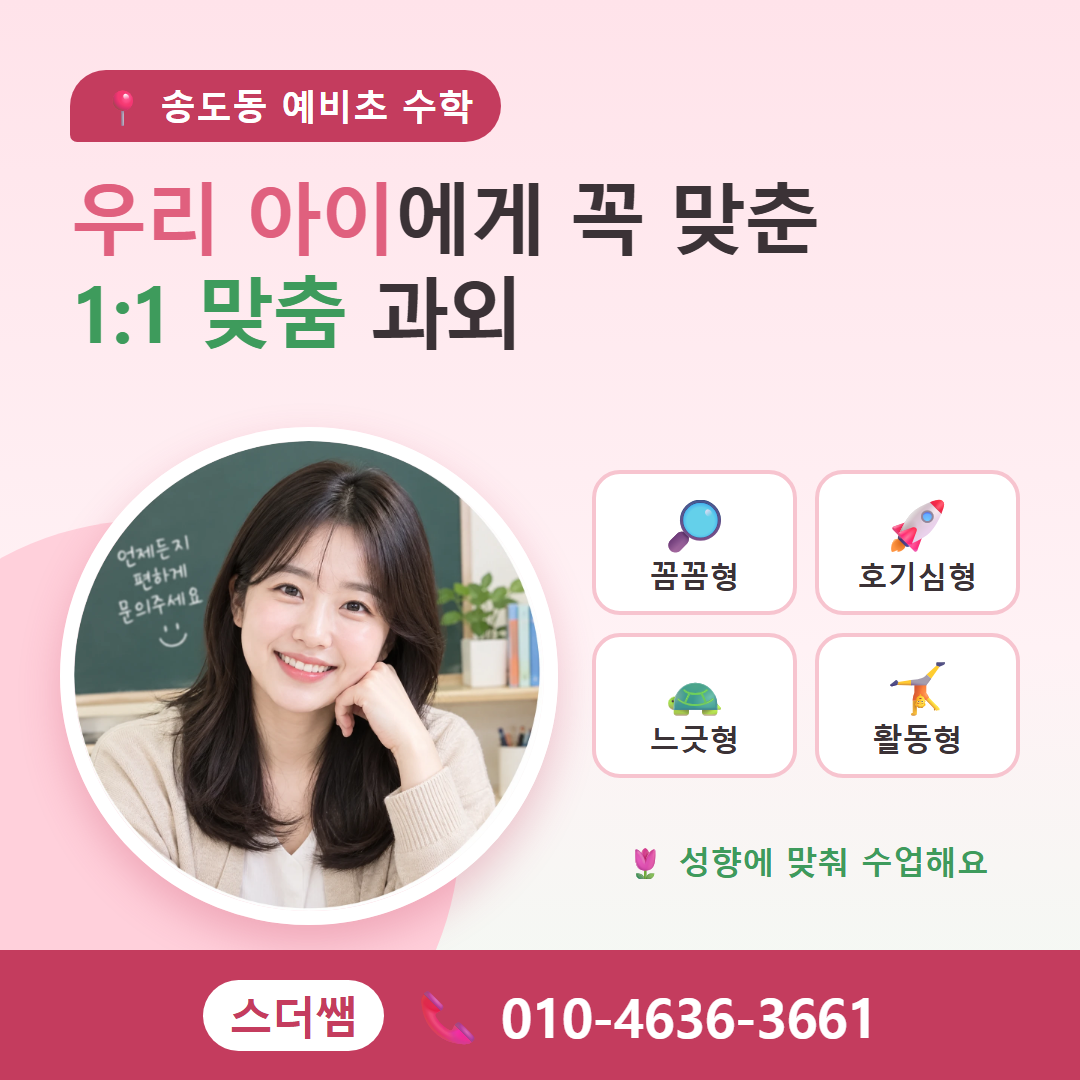 송도동 예비초 수학
우리 아이에게 꼭 맞춘
1:1 맞춤 과외
언제든지
편하게
문의주세요
꼼꼼형
호기심형
느긋형
활동형
성향에 맞춰 수업해요
스더쌤 010-4636-3661